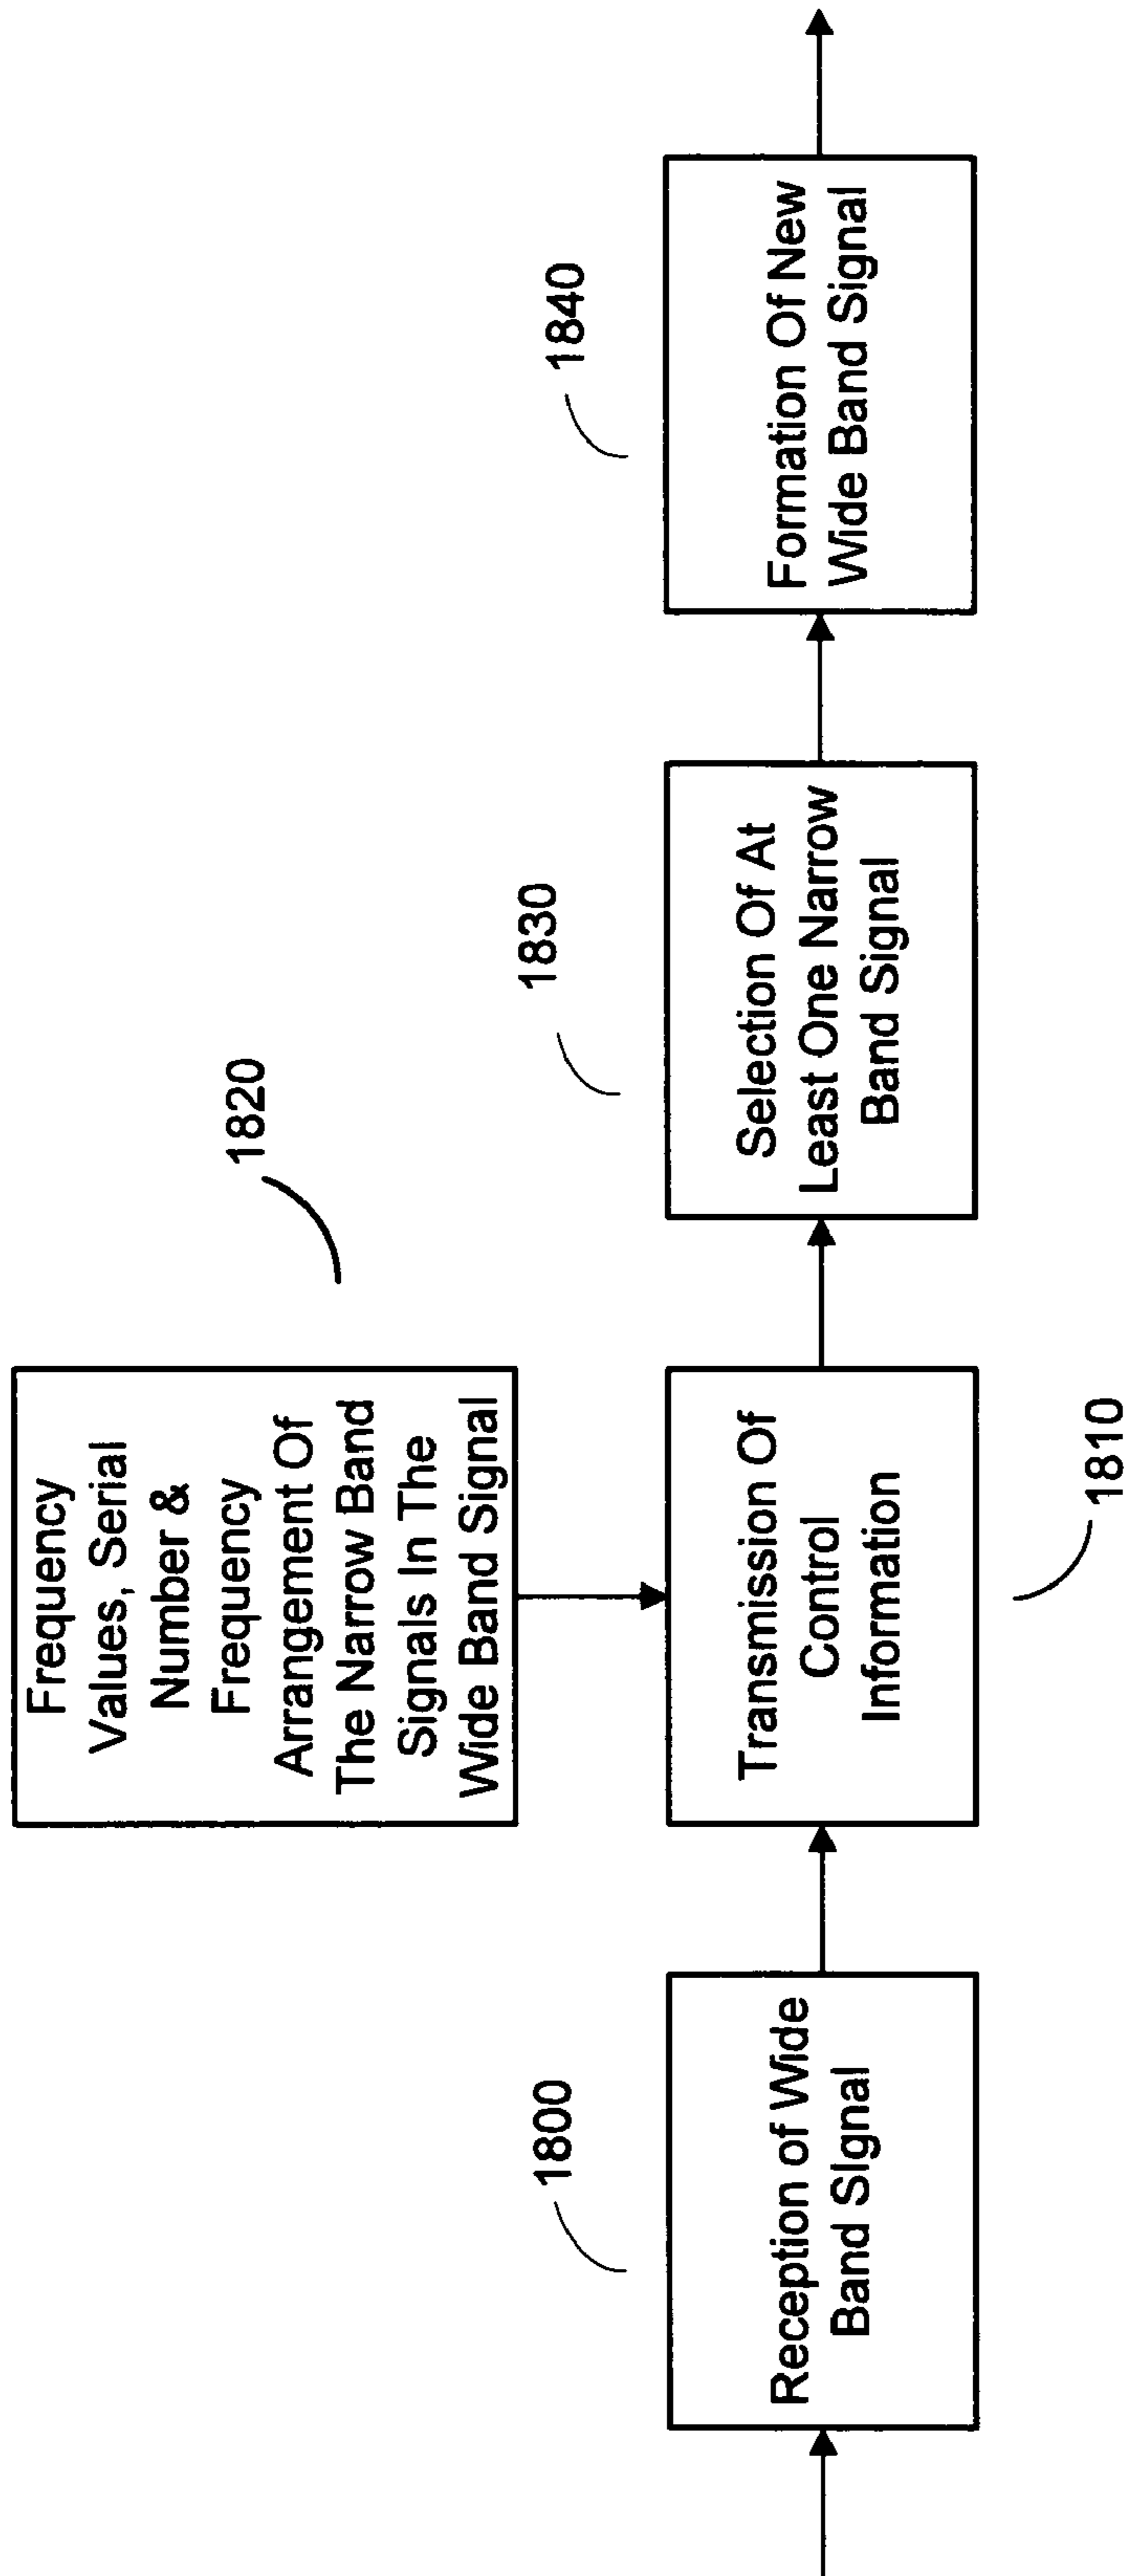 1820
Frequency
Values, Serial
Number &
Frequency
Arrangement Of
The Narrow Band
Signals In The
Wide Band Signal
1800
Reception of Wide
Band SIgnal
Transmission Of
Control
Information
1810
1830
Selection Of At
Least One Narrow
Band Signal
1840
Formation Of New
Wide Band Signal